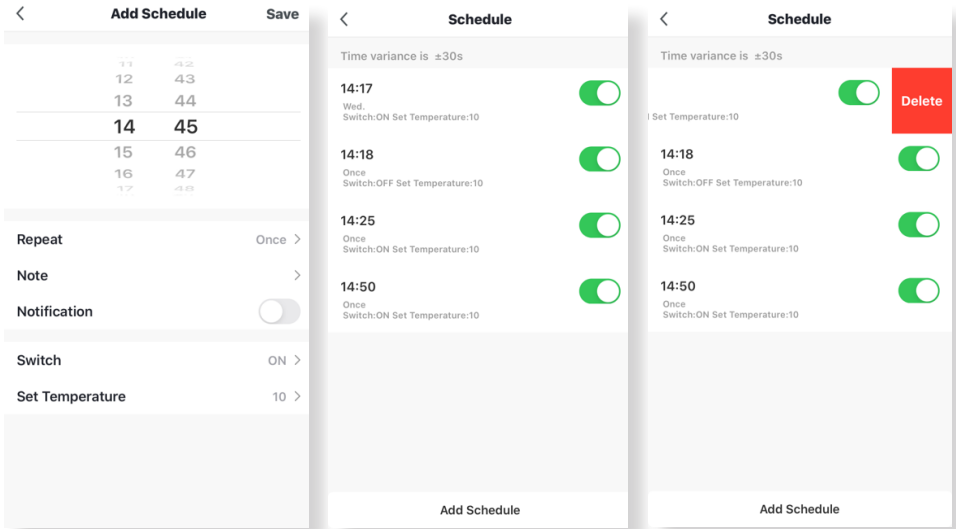 Add Schedule Save
11 42
12 43
13 44
14 45
15 46
16 47
17 48
Repeat Once
Note
Notification
Switch ON
Set Temperature 10
Schedule
Time variance is ±30s
14:17
Wed.
Switch:ON Set Temperature:10
14:18
Once
Switch:OFF Set Temperature:10
14:25
Once
Switch:ON Set Temperature:10
14:50
Once
Switch:ON Set Temperature:10
Add Schedule
Schedule
Time variance is ±30s
Delete
Set Temperature:10
14:18
Once
Switch:OFF Set Temperature:10
14:25
Once
Switch:ON Set Temperature:10
14:50
Once
Switch:ON Set Temperature:10
Add Schedule